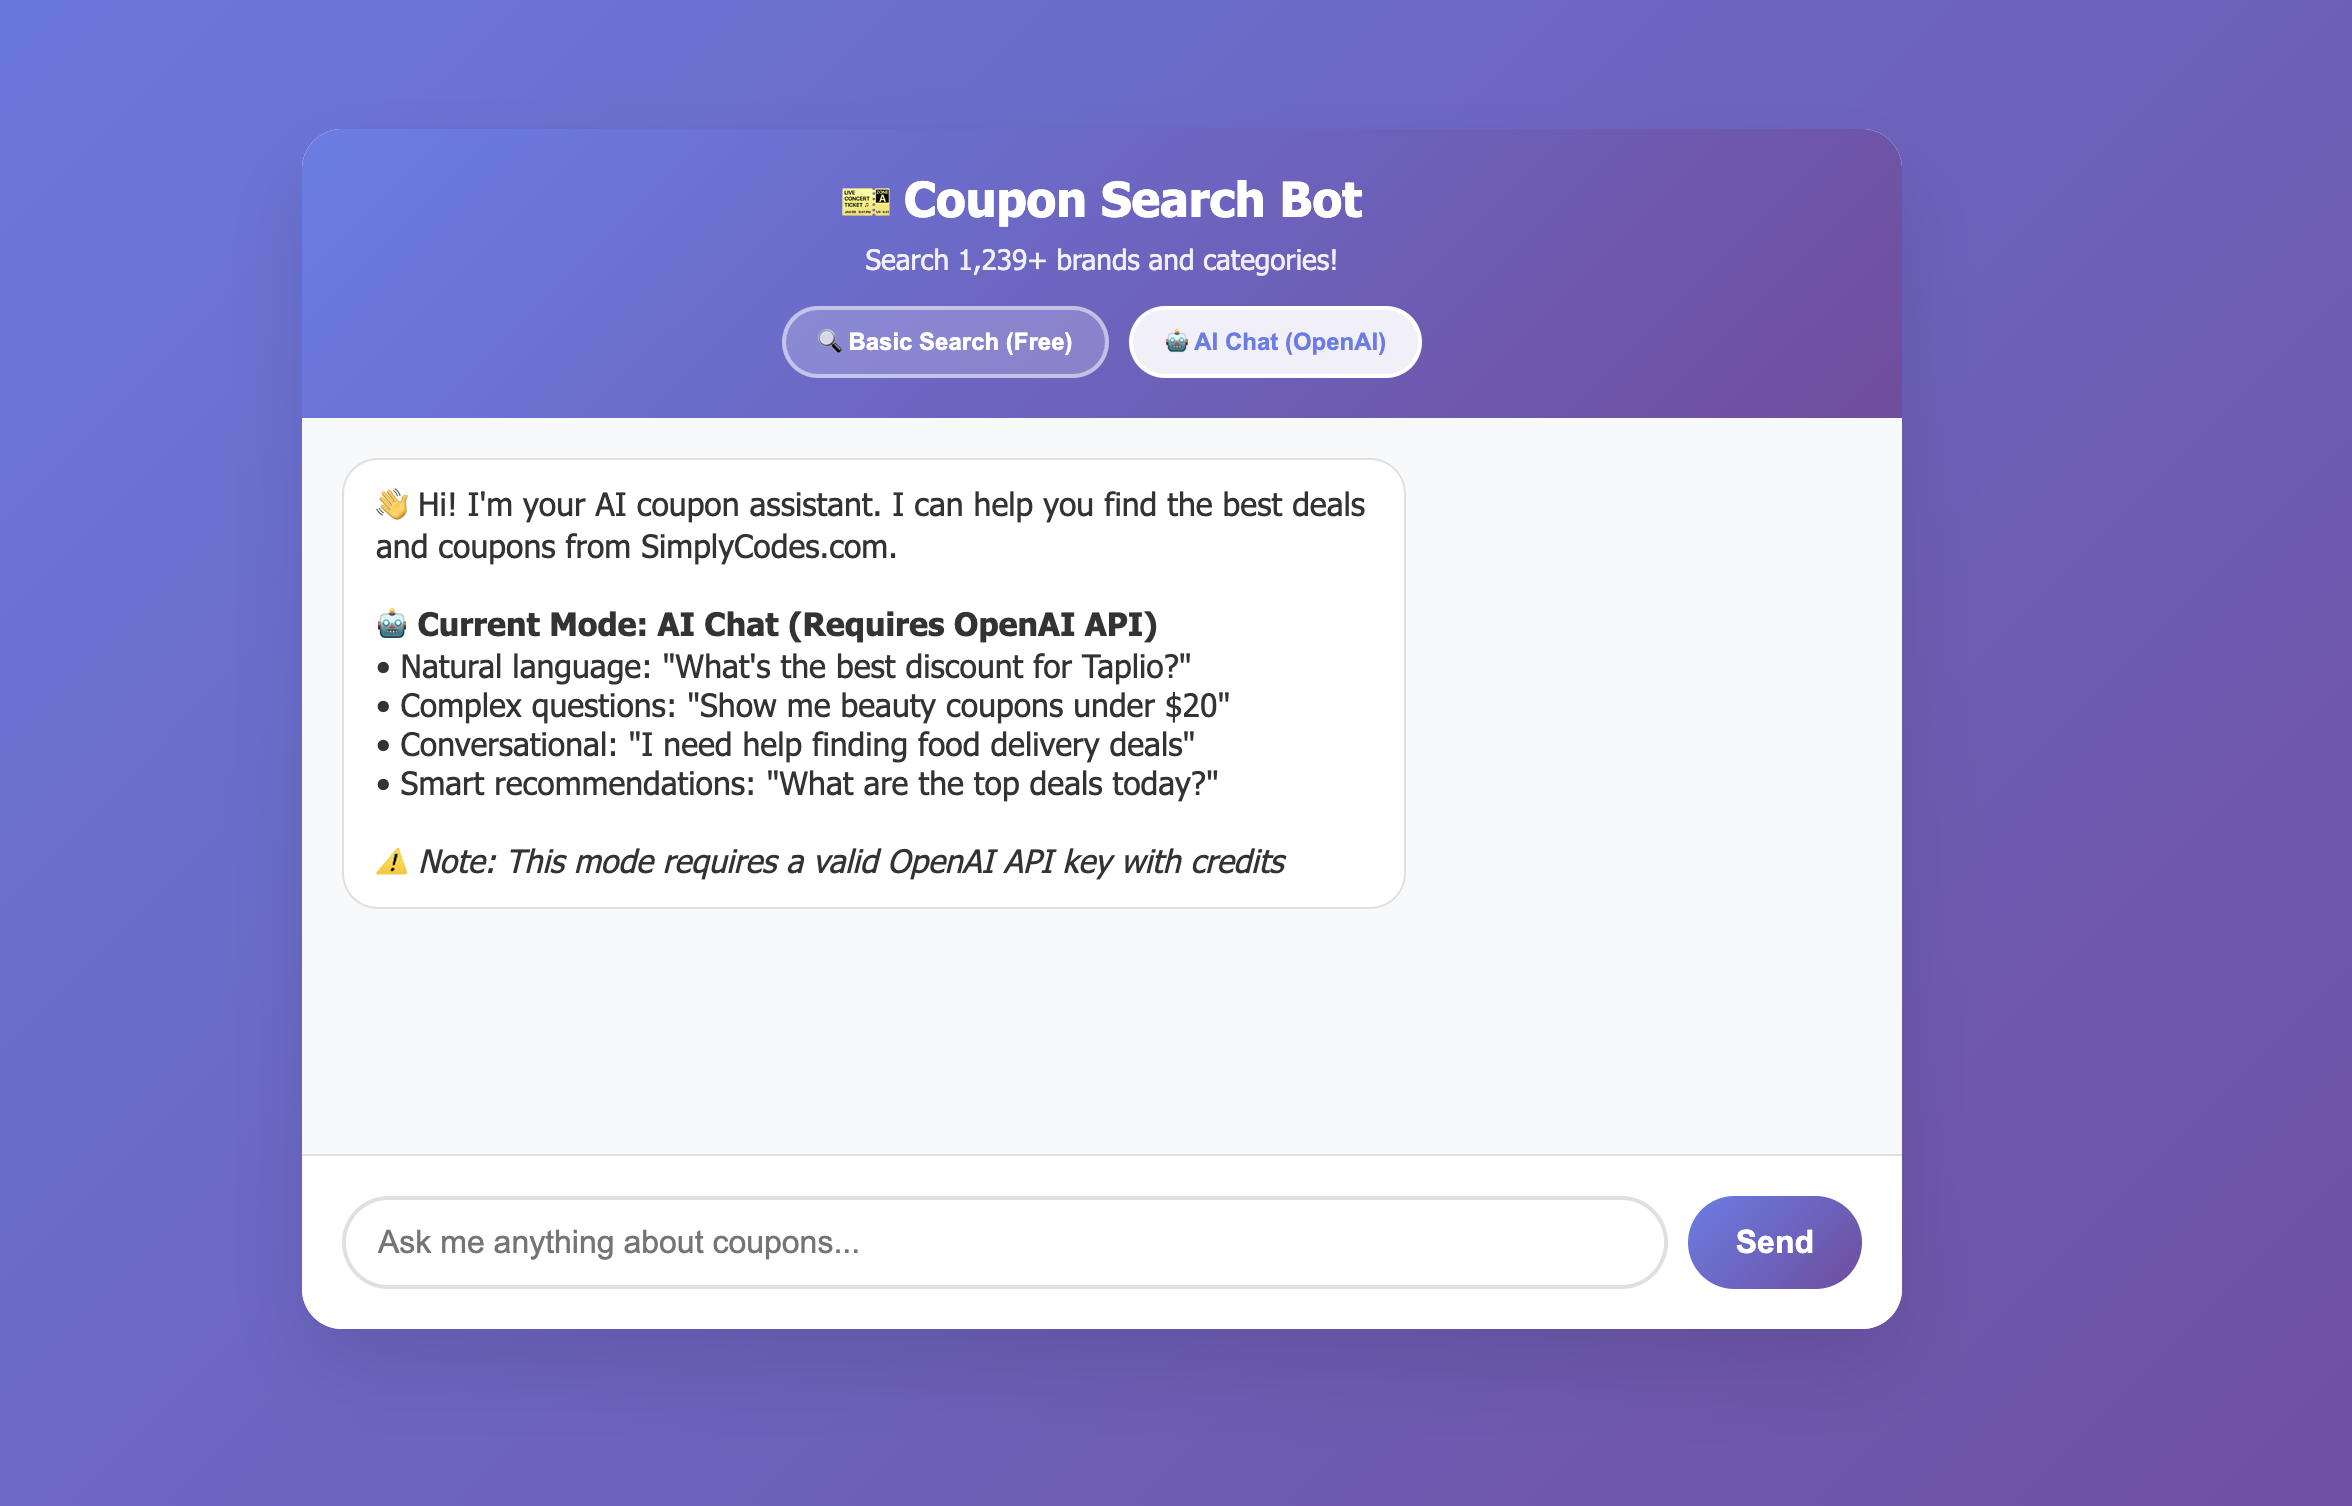 🎫 Coupon Search Bot
Search 1,239+ brands and categories!
🔍 Basic Search (Free)
🤖 AI Chat (OpenAI)
👋 Hi! I'm your AI coupon assistant. I can help you find the best deals
and coupons from SimplyCodes.com.
🤖 Current Mode: AI Chat (Requires OpenAI API)
• Natural language: "What's the best discount for Taplio?"
• Complex questions: "Show me beauty coupons under $20"
• Conversational: "I need help finding food delivery deals"
• Smart recommendations: "What are the top deals today?"
⚠️ Note: This mode requires a valid OpenAI API key with credits
Ask me anything about coupons...
Send